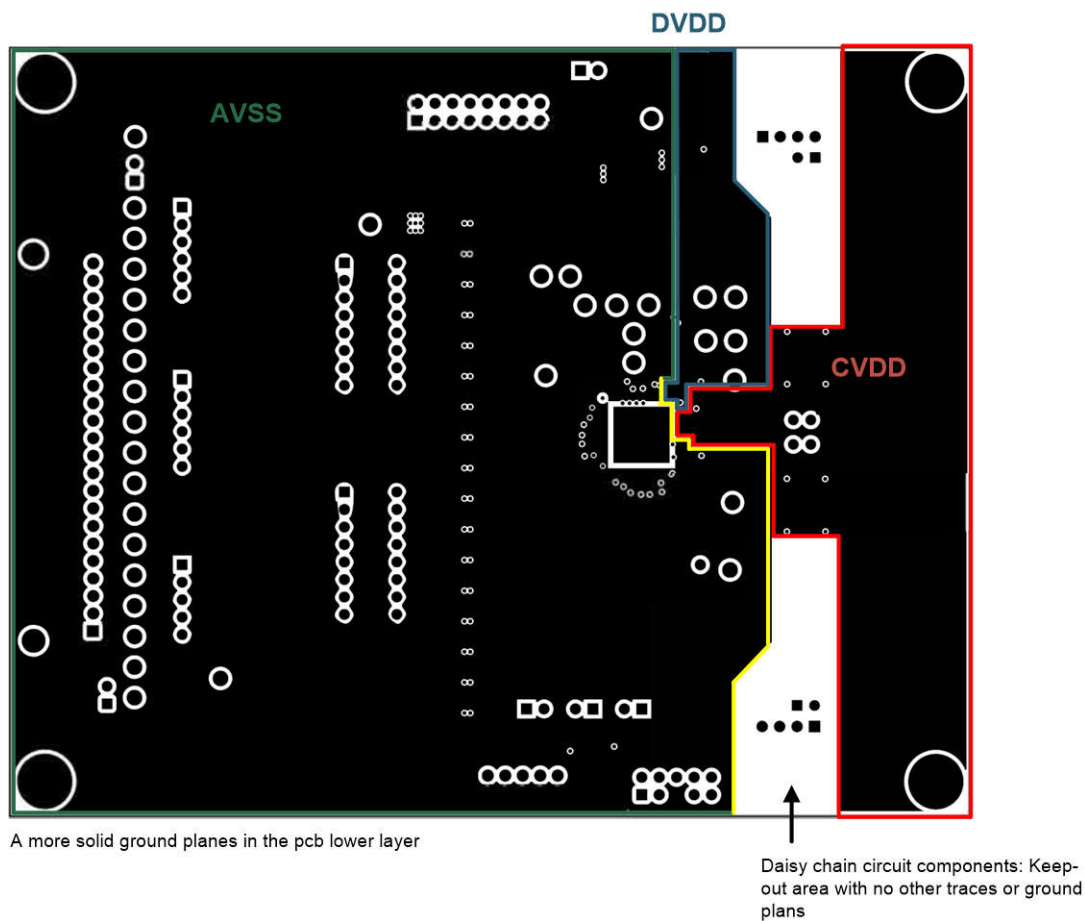 DVDD
AVSS
CVDD
A more solid ground planes in the pcb lower layer
Daisy chain circuit components: Keep-
out area with no other traces or ground
plans